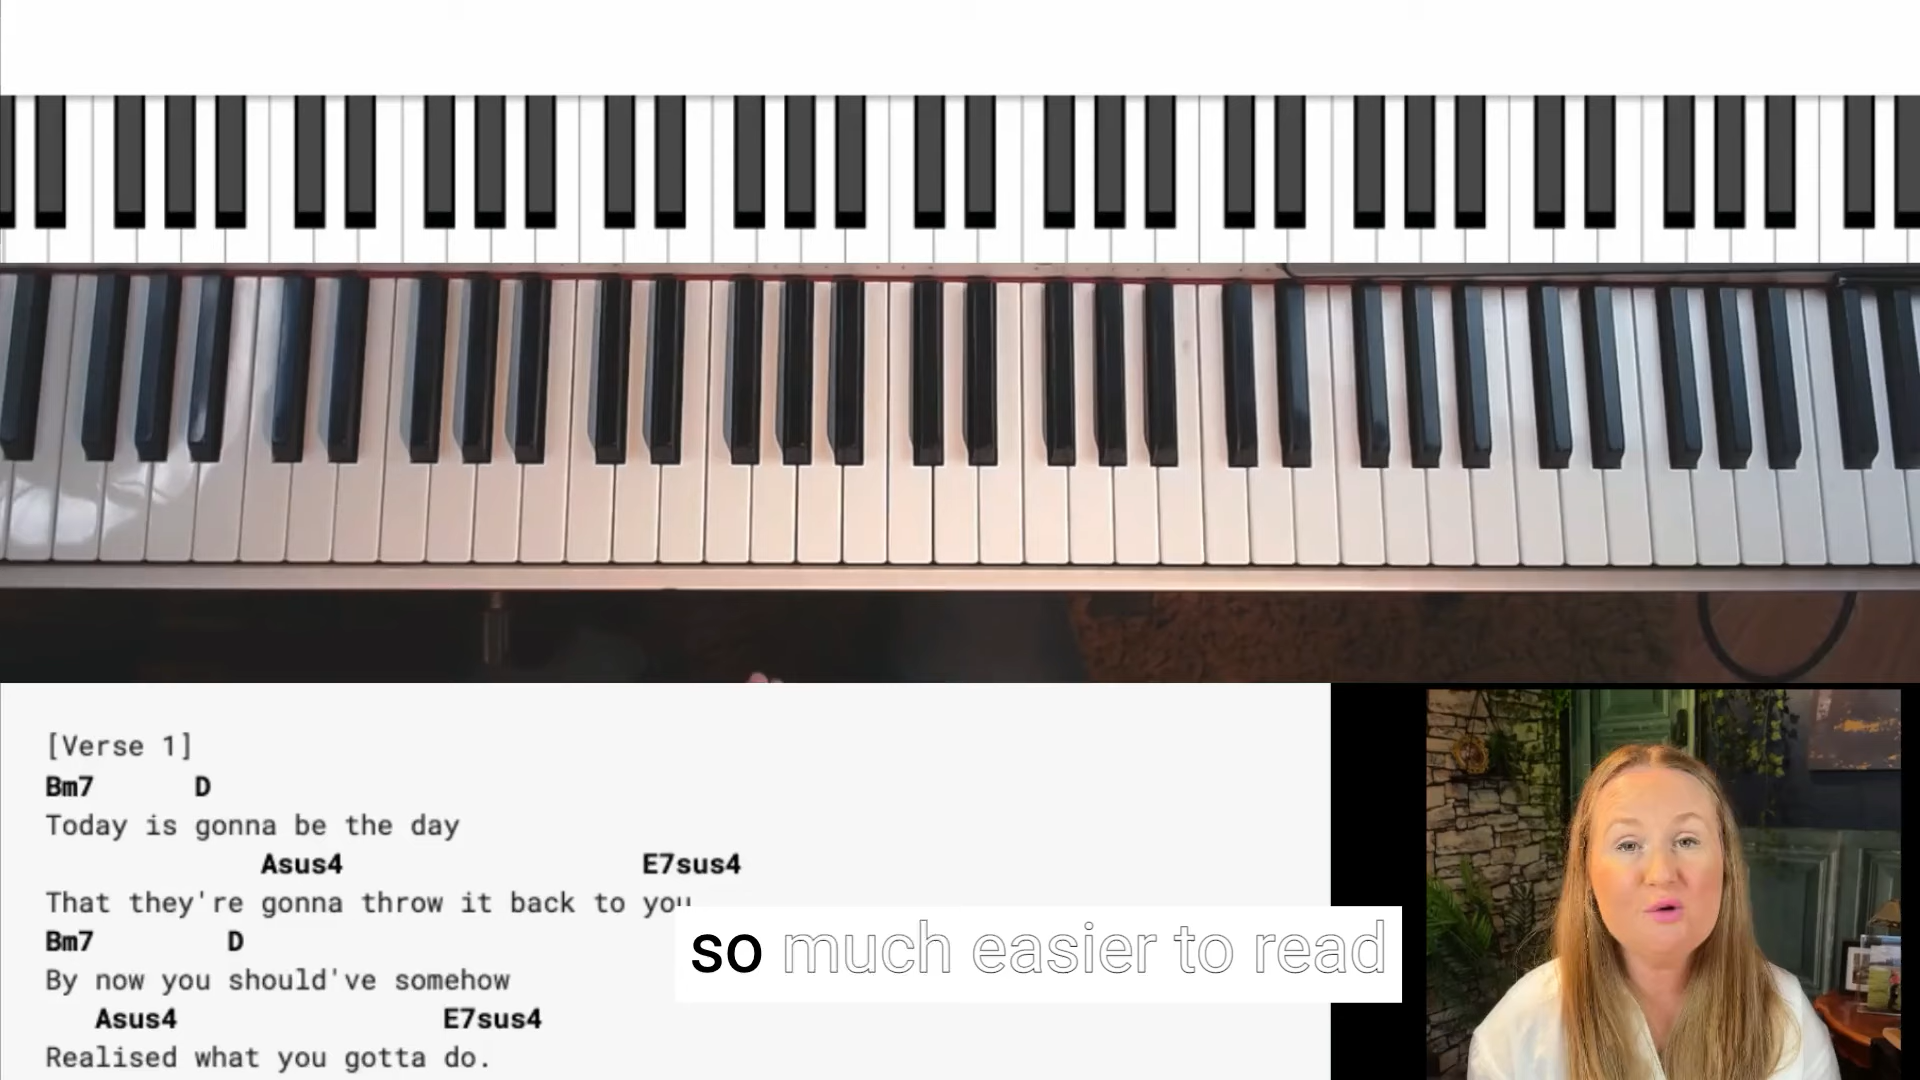 [Verse 1]
Bm7 D
Today is gonna be the day
Asus4 E7sus4
That they're gonna throw it back to you
Bm7 D
By now you should've somehow
Asus4 E7sus4
Realised what you gotta do.
so much easier to read